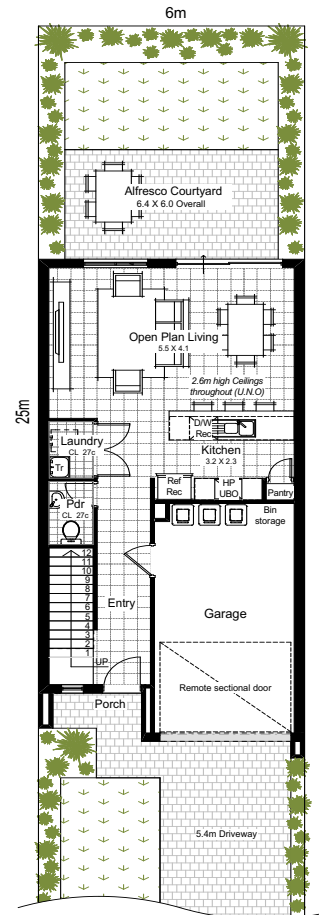 6m
Alfresco Courtyard
6.4 X 6.0 Overall
Open Plan Living
5.5 X 4.1
2.6m high Ceilings
throughout (U.N.O)
25m
D/W
Rec
Laundry
CL 27c
Kitchen
3.2 X 2.3
Tr
Ref
Rec
HP
UBO
Pantry
Pdr
CL 27c
Bin
storage
12
11
10
9
8
7
6
5
4
3
2
1
Entry
Garage
UP
Remote sectional door
Porch
5.4m Driveway